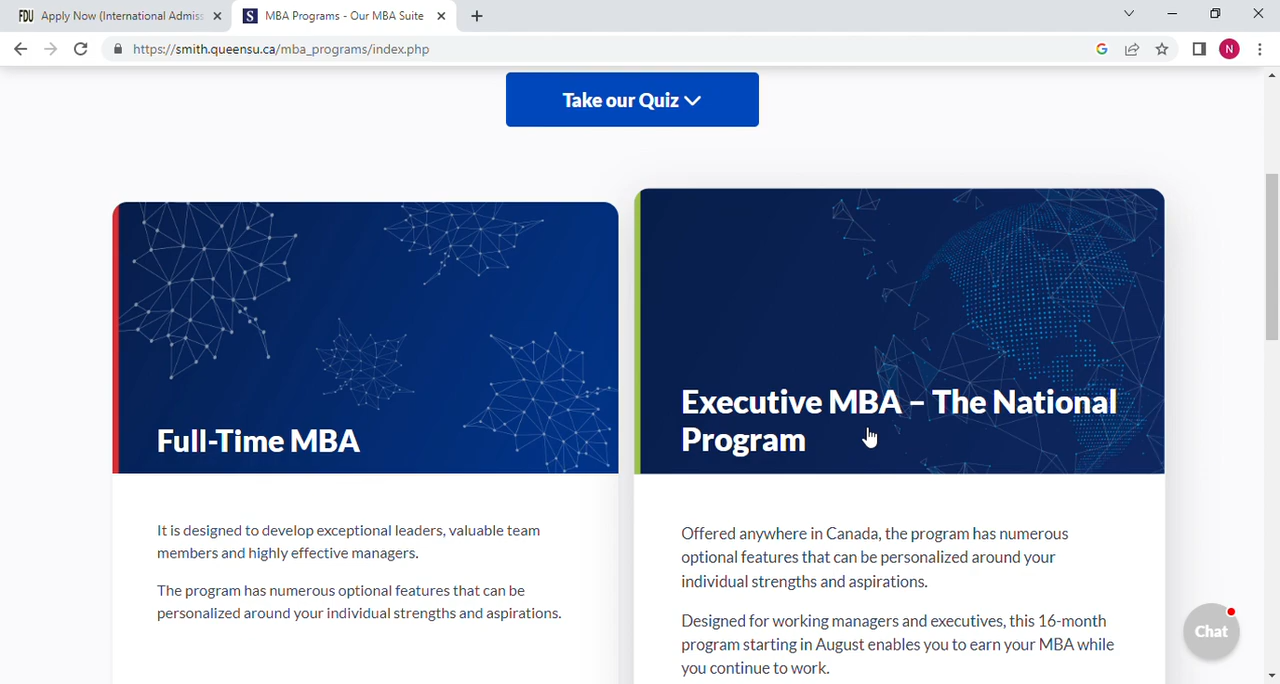 FDU Apply Now (International Admiss
S MBA Programs - Our MBA Suite
https://smith.queensu.ca/mba_programs/index.php
N
Take our Quiz
Full-Time MBA
It is designed to develop exceptional leaders, valuable team
members and highly effective managers.
The program has numerous optional features that can be
personalized around your individual strengths and aspirations.
Executive MBA – The National
Program
Offered anywhere in Canada, the program has numerous
optional features that can be personalized around your
individual strengths and aspirations.
Designed for working managers and executives, this 16-month
program starting in August enables you to earn your MBA while
you continue to work.
Chat